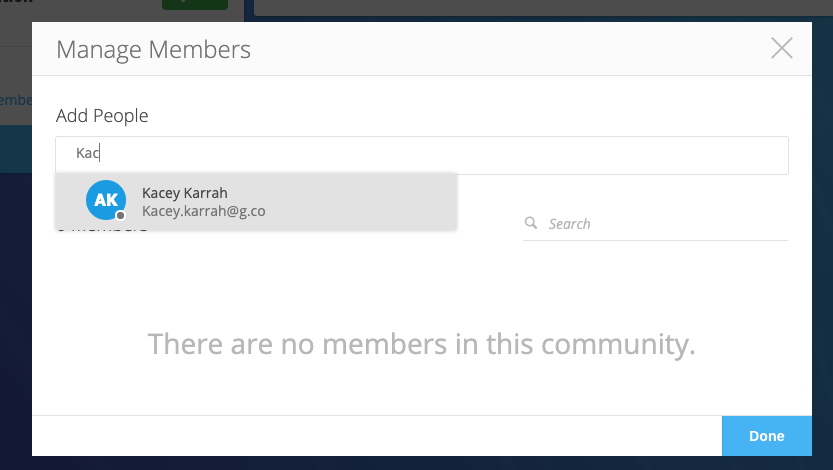 Manage Members
Add People
Kac
AK
Kacey Karrah
Kacey.karrah@g.co
Members
Search
There are no members in this community.
Done